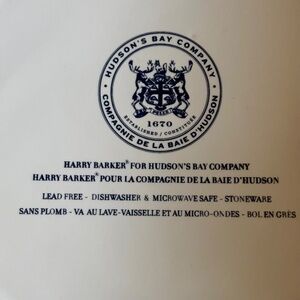 HUDSON'S BAY COMPANY
1670
ESTABLISHED / CONSTITUÉE
COMPAGNIE DE LA BAIE D'HUDSON
HARRY BARKER® FOR HUDSON'S BAY COMPANY
HARRY BARKER® POUR LA COMPAGNIE DE LA BAIE D'HUDSON
LEAD FREE - DISHWASHER & MICROWAVE SAFE - STONEWARE
SANS PLOMB - VA AU LAVE-VAISSELLE ET AU MICRO-ONDES - BOL EN GRÈS